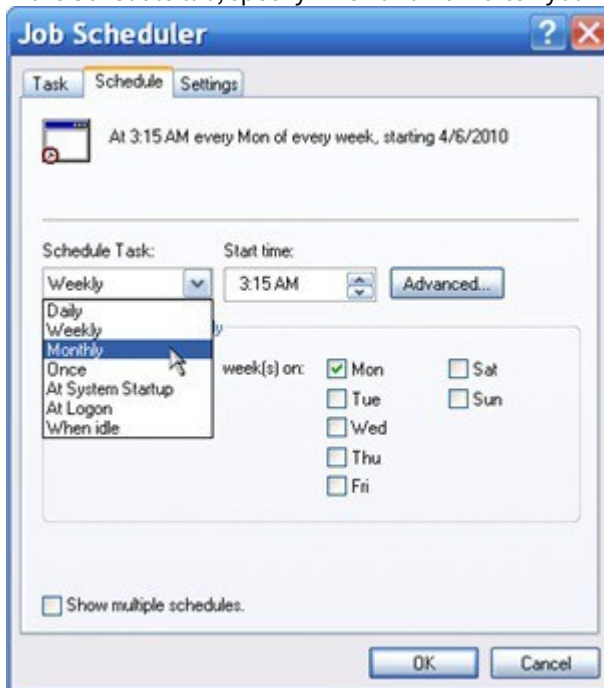 Job Scheduler
Task Schedule Settings
At 3:15 AM every Mon of every week, starting 4/6/2010
Schedule Task: Start time:
Weekly 3:15 AM Advanced...
Daily
Weekly
Monthly
Once week(s) on: Mon Sat
At System Startup Tue Sun
At Logon Wed
When idle Thu
Fri
Show multiple schedules.
OK Cancel